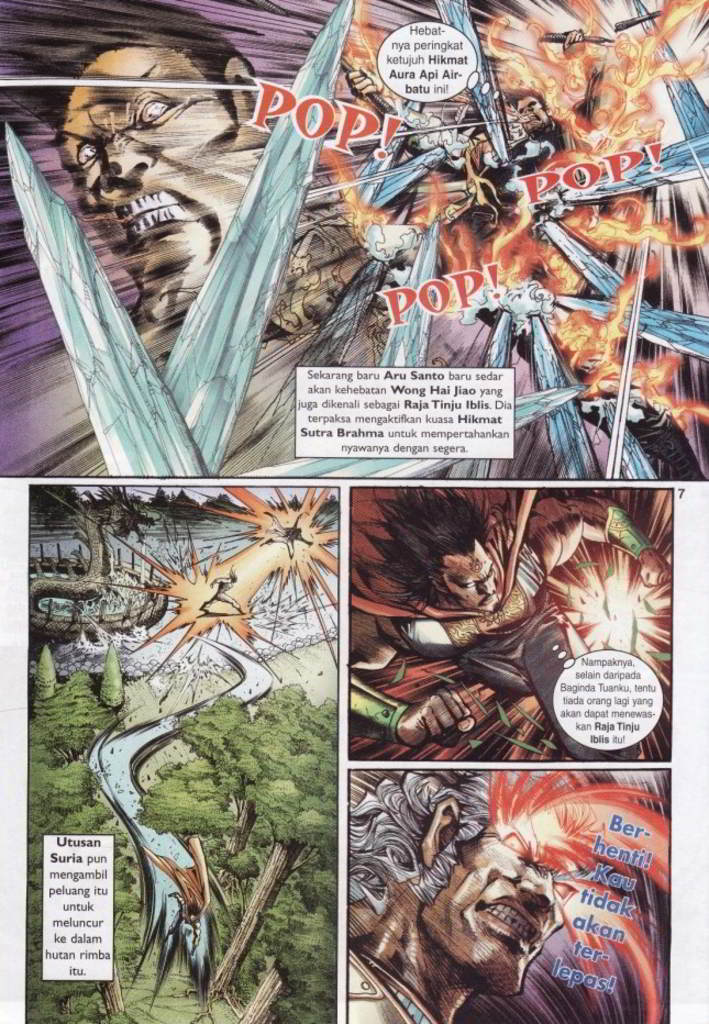 Hebat-
nya peringkat
ketujuh Hikmat
Aura Api Air-
batu ini!
POP!
POP!
POP!
Sekarang baru Aru Santo baru sedar
akan kehebatan Wong Hai Jiao yang
juga dikenali sebagai Raja Tinju Iblis. Dia
terpaksa mengaktifkan kuasa Hikmat
Sutra Brahma untuk mempertahankan
nyawanya dengan segera.
7
Utusan
Suria pun
mengambil
peluang itu
untuk
meluncur
ke dalam
hutan rimba
itu.
Nampaknya,
selain daripada
Baginda Tuanku, tentu
tiada orang lagi yang
akan dapat menewas-
kan Raja Tinju
Iblis itu!
Ber-
henti!
Kau
tidak
akan
ter-
lepas!